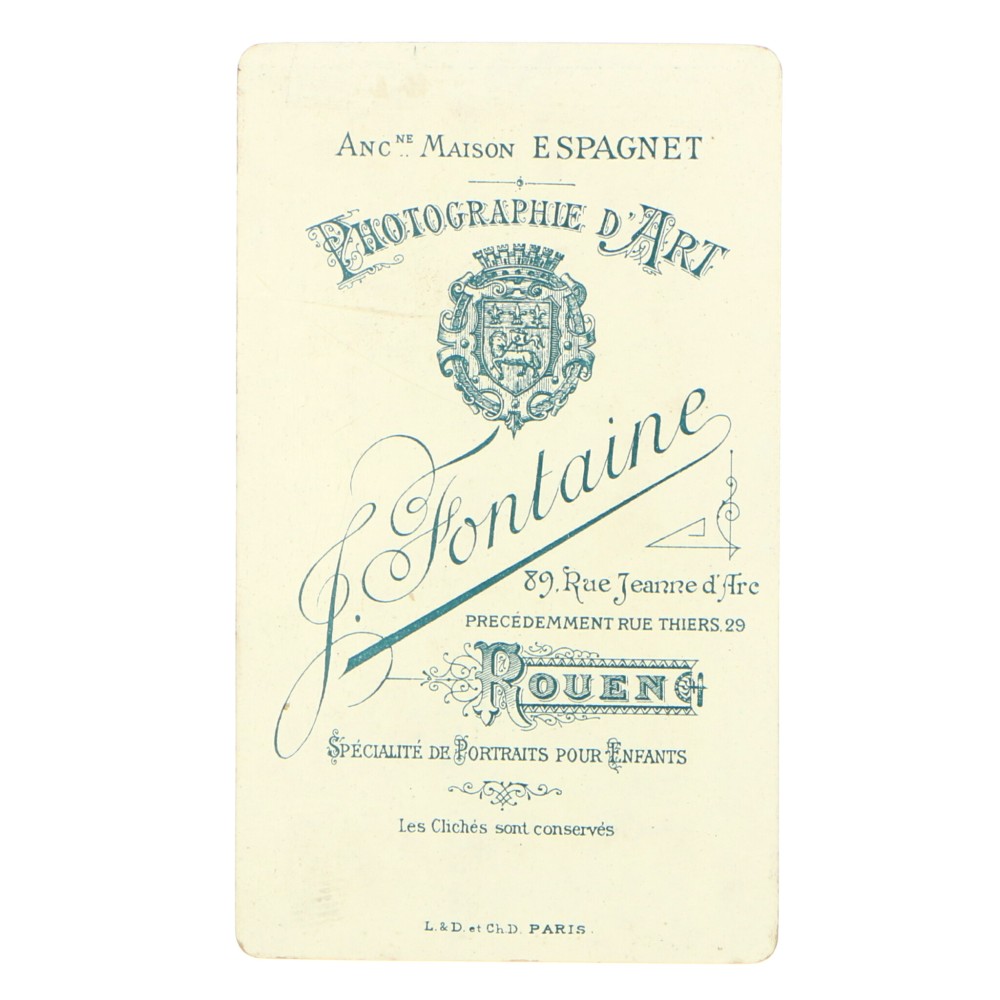 ANCNE MAISON ESPAGNET
PHOTOGRAPHIE D'ART
J. Fontaine
89. Rue Jeanne d'Arc
PRECÉDEMMENT RUE THIERS. 29
ROUEN
SPÉCIALITÉ DE PORTRAITS POUR ENFANTS
Les Clichés sont conservés
L. & D. et Ch. D. PARIS.